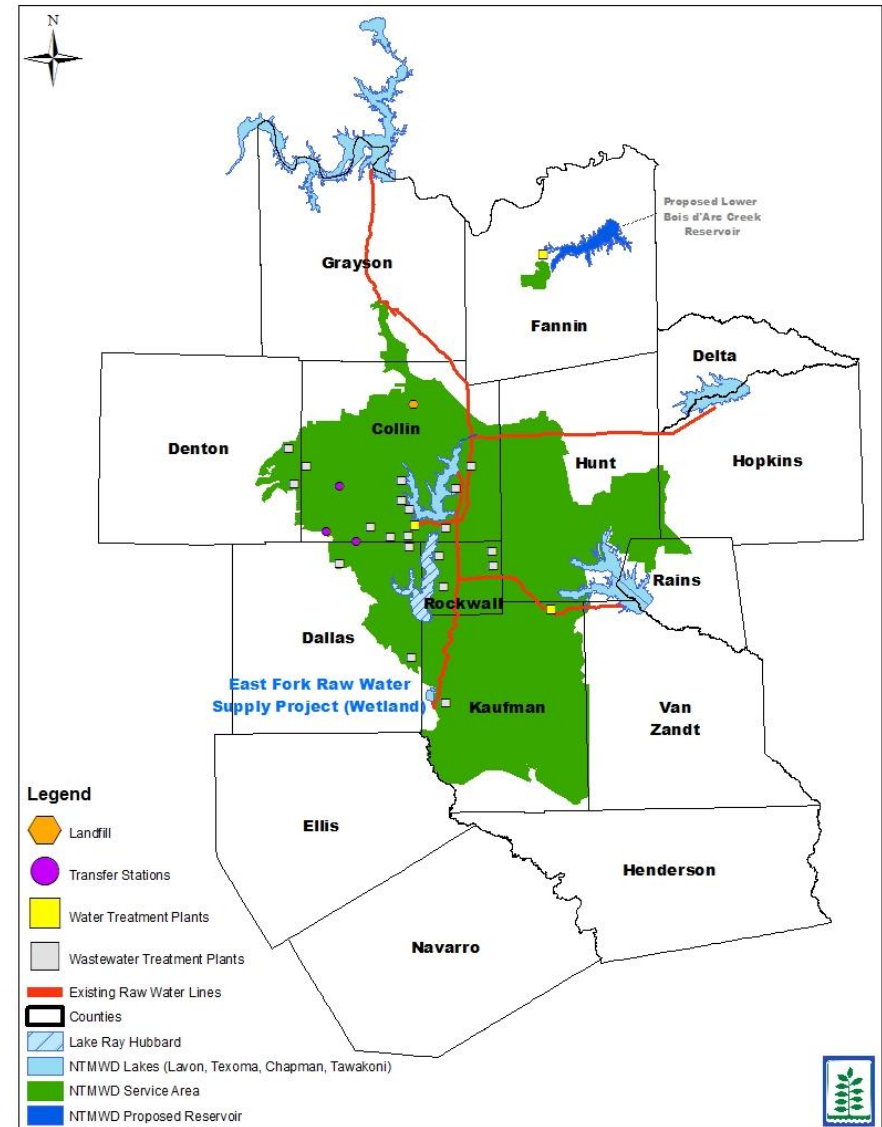 N
Proposed Lower
Bois d'Arc Creek
Reservoir
Grayson
Fannin
Delta
Collin
Denton
Hunt
Hopkins
Rains
Rockwall
Dallas
East Fork Raw Water
Supply Project (Wetland)
Kaufman
Van
Zandt
Ellis
Henderson
Navarro
Legend
Landfill
Transfer Stations
Water Treatment Plants
Wastewater Treatment Plants
Existing Raw Water Lines
Counties
Lake Ray Hubbard
NTMWD Lakes (Lavon, Texoma, Chapman, Tawakoni)
NTMWD Service Area
NTMWD Proposed Reservoir